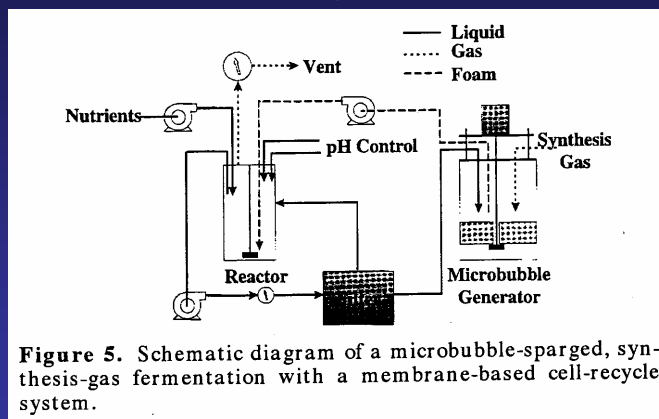 Liquid
Gas
Foam
Vent
Nutrients
pH Control
Synthesis
Gas
Reactor
Microbubble
Generator
Figure 5. Schematic diagram of a microbubble-sparged, syn-
thesis-gas fermentation with a membrane-based cell-recycle
system.